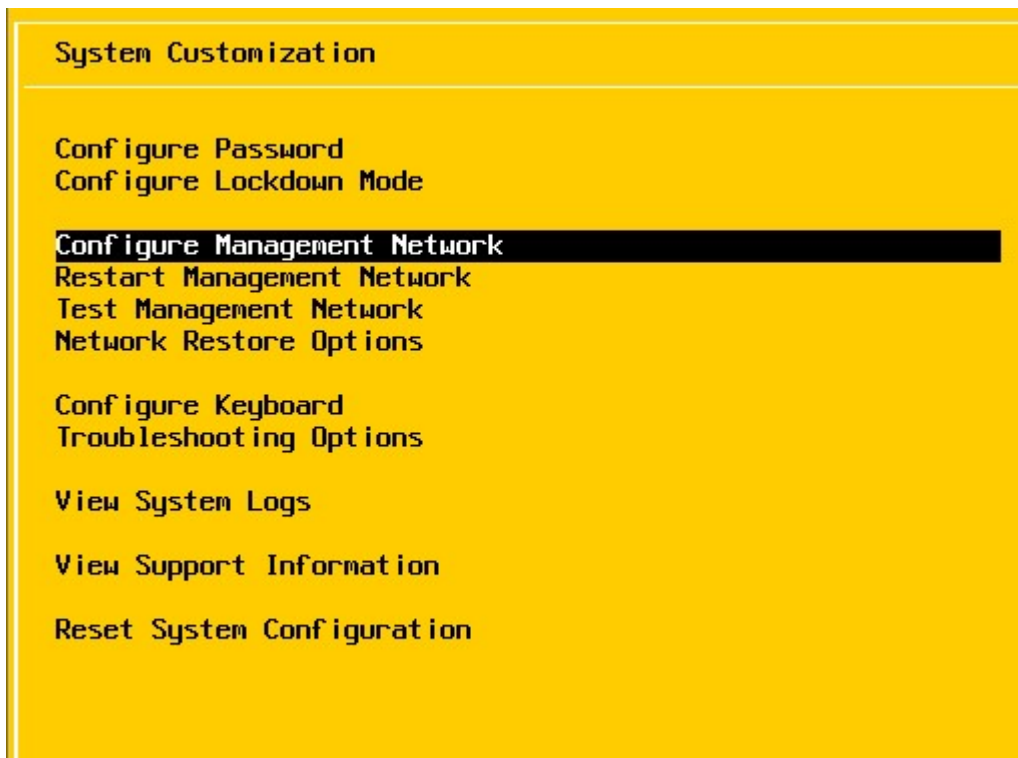 System Customization
Configure Password
Configure Lockdown Mode
Configure Management Network
Restart Management Network
Test Management Network
Network Restore Options
Configure Keyboard
Troubleshooting Options
View System Logs
View Support Information
Reset System Configuration